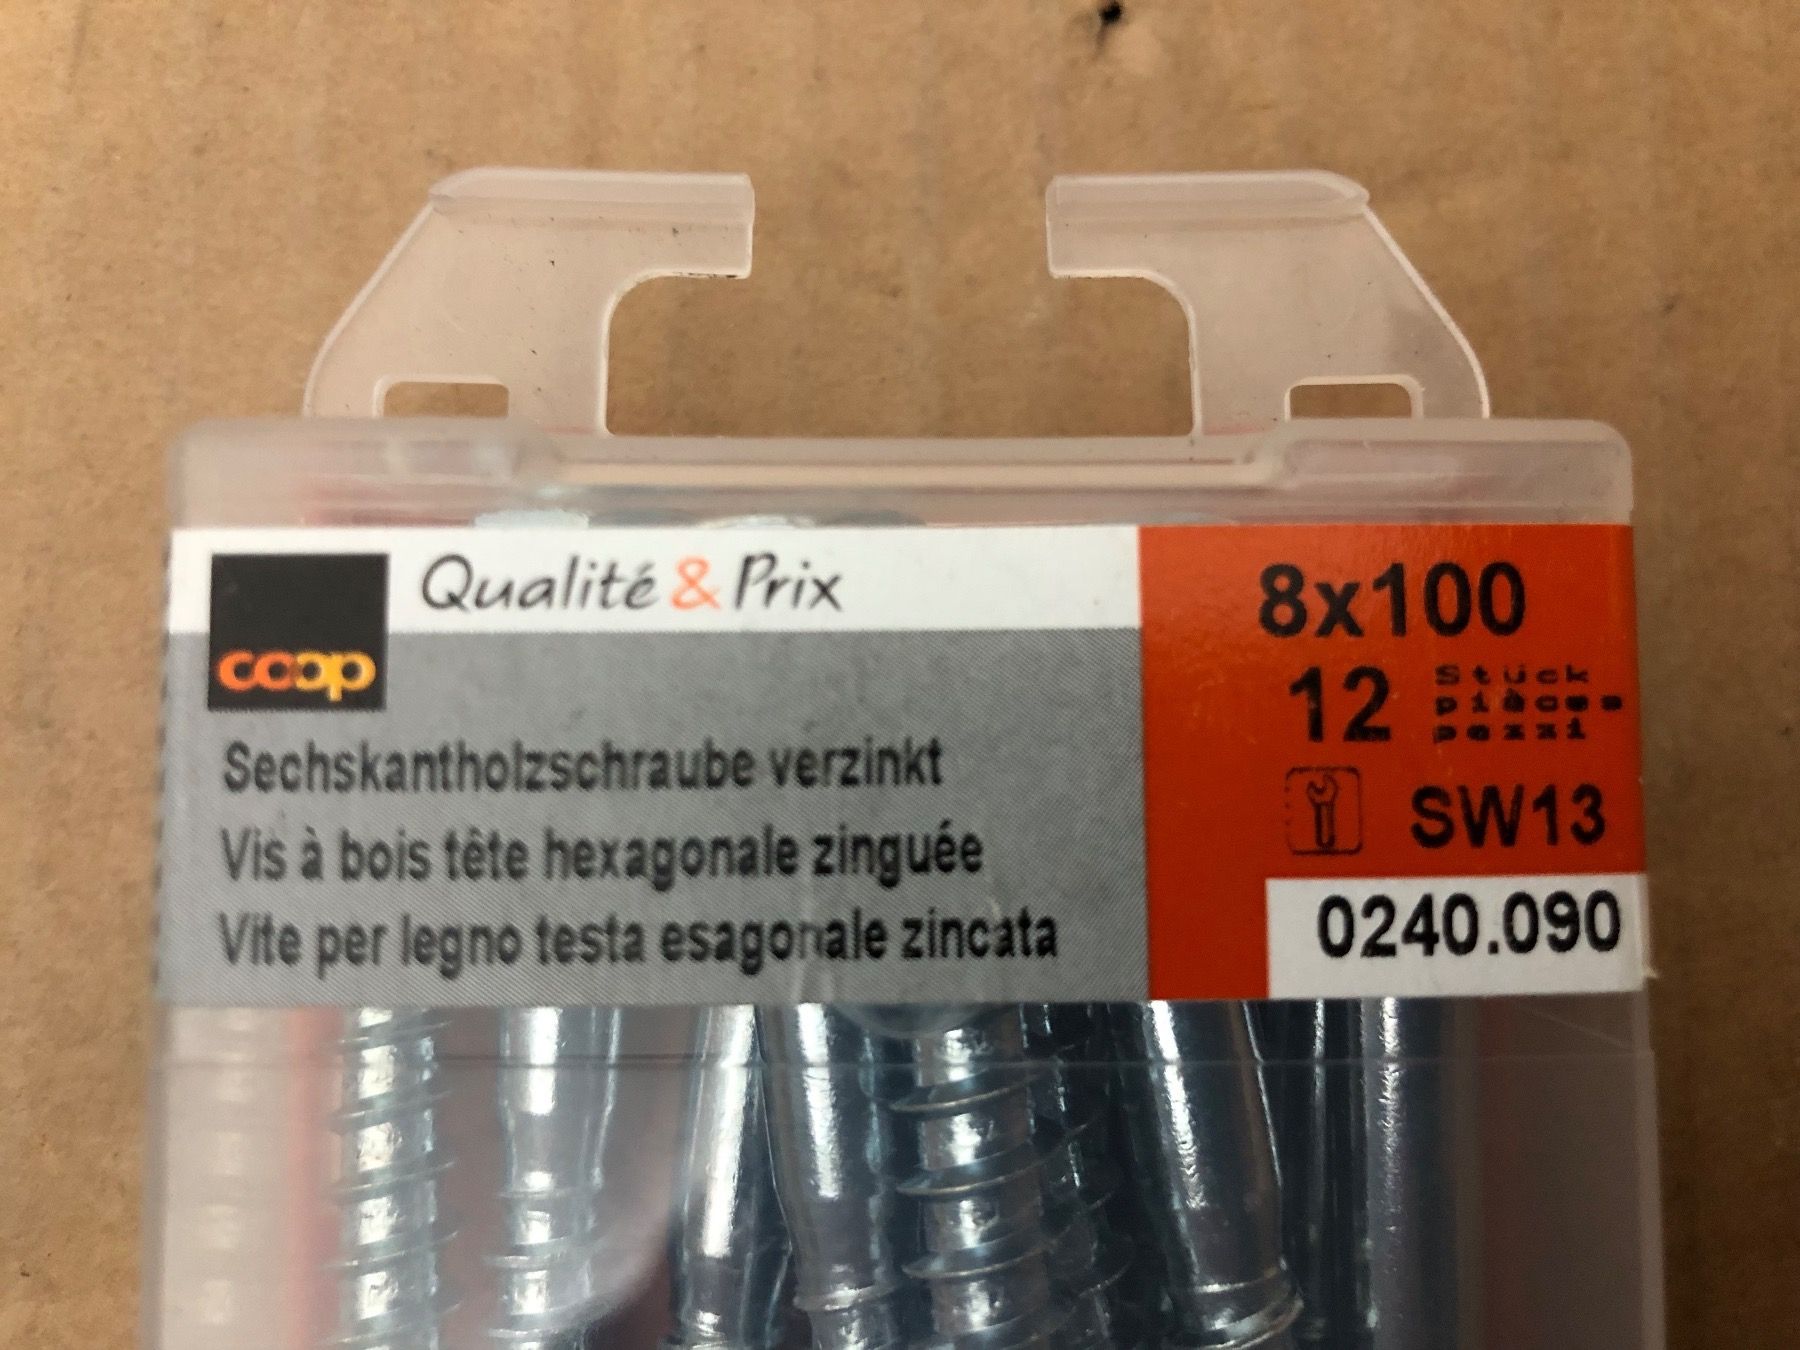 Qualité & Prix
coop
Sechskantholzschraube verzinkt
Vis à bois tête hexagonale zinguée
Vite per legno testa esagonale zincata
8x100
12 Stück
pièces
pezzi
SW13
0240.090